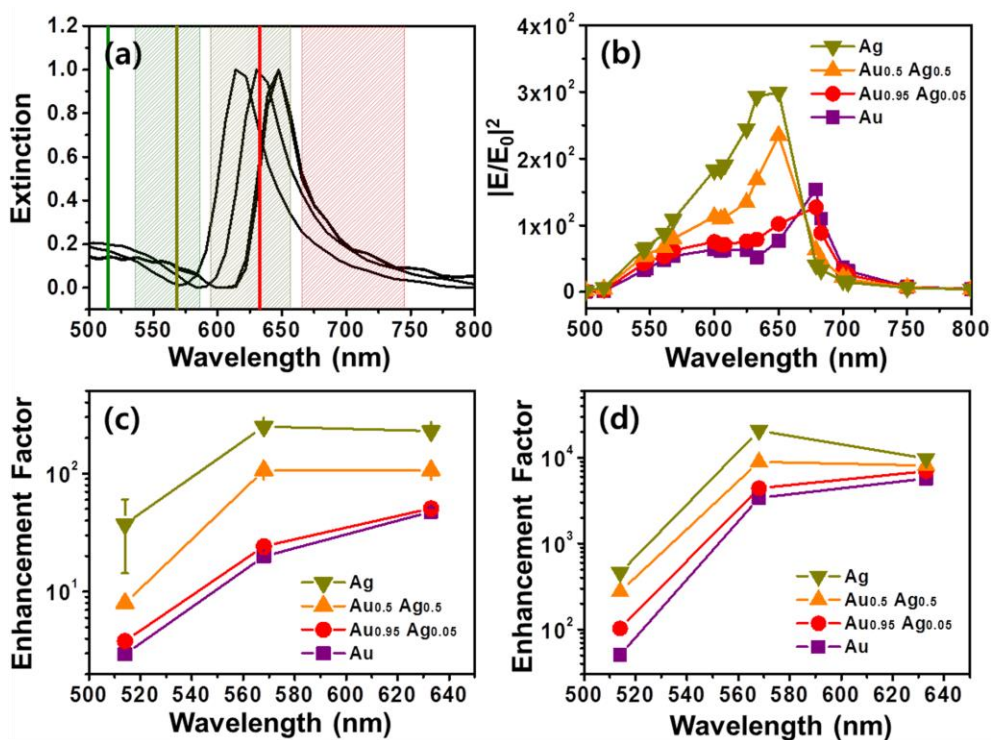 (a)
Extinction
1.2
1.0
0.8
0.6
0.4
0.2
0.0
500 550 600 650 700 750 800
Wavelength (nm)
(b)
|E/E₀|²
4x10²
3x10²
2x10²
1x10²
0
Ag
Au0.5 Ag0.5
Au0.95 Ag0.05
Au
500 550 600 650 700 750 800
Wavelength (nm)
(c)
Enhancement Factor
10²
10¹
Ag
Au0.5 Ag0.5
Au0.95 Ag0.05
Au
500 520 540 560 580 600 620 640
Wavelength (nm)
(d)
Enhancement Factor
10⁴
10³
10²
Ag
Au0.5 Ag0.5
Au0.95 Ag0.05
Au
500 520 540 560 580 600 620 640
Wavelength (nm)